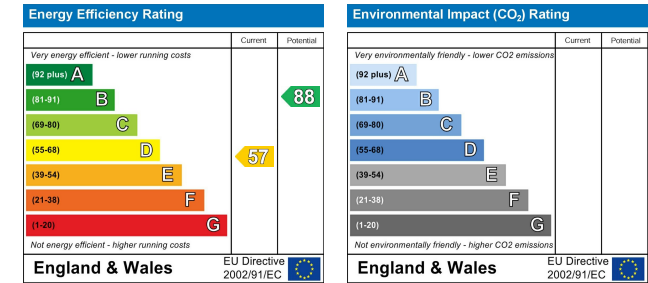 Energy Efficiency Rating
Current Potential
Very energy efficient - lower running costs
(92 plus) A
(81-91) B
(69-80) C
(55-68) D
(39-54) E
(21-38) F
(1-20) G
57
88
Not energy efficient - higher running costs
England & Wales
EU Directive
2002/91/EC
Environmental Impact (CO₂) Rating
Current Potential
Very environmentally friendly - lower CO2 emissions
(92 plus) A
(81-91) B
(69-80) C
(55-68) D
(39-54) E
(21-38) F
(1-20) G
Not environmentally friendly - higher CO2 emissions
England & Wales
EU Directive
2002/91/EC